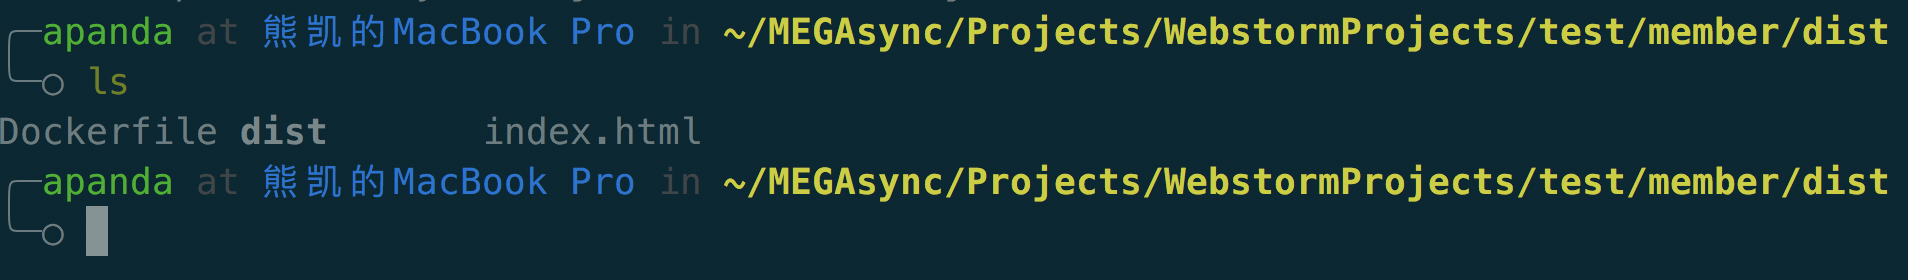 apanda at 熊凯的MacBook Pro in ~/MEGAsync/Projects/WebstormProjects/test/member/dist
ls
Dockerfile dist index.html
apanda at 熊凯的MacBook Pro in ~/MEGAsync/Projects/WebstormProjects/test/member/dist